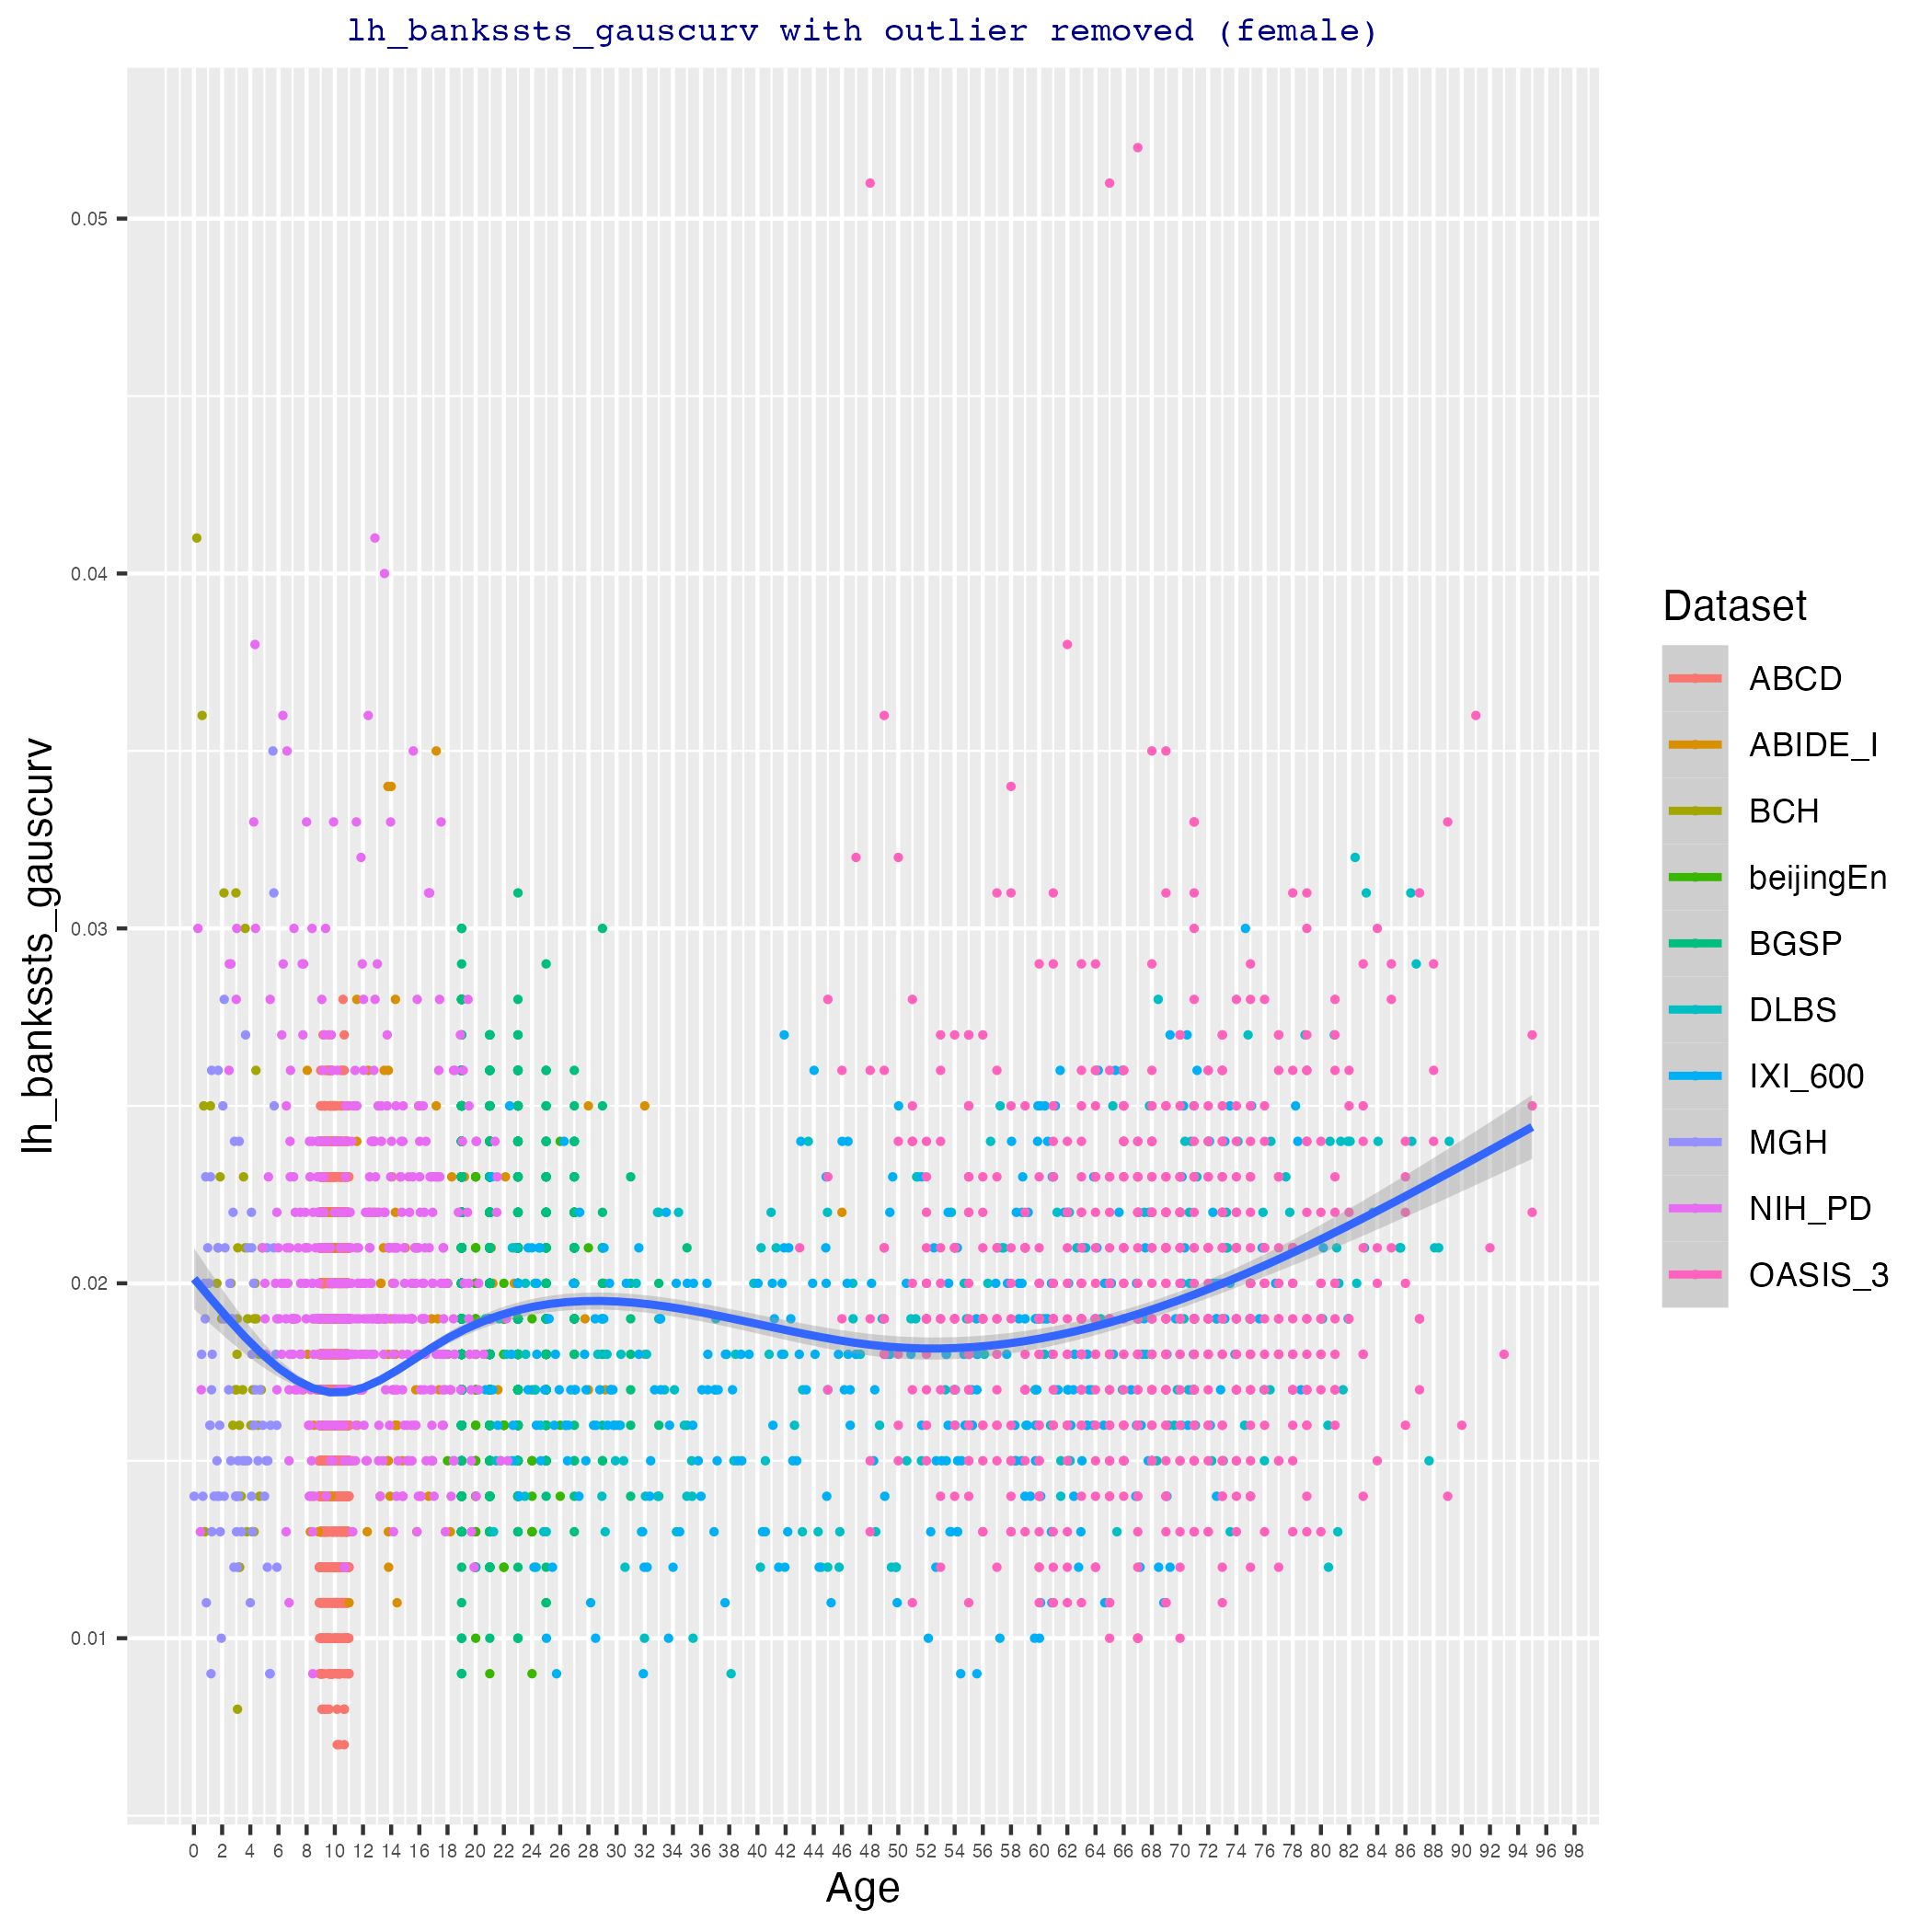 lh_bankssts_gauscurv with outlier removed (female)
lh_bankssts_gauscurv
0.05
0.04
0.03
0.02
0.01
0 2 4 6 8 10 12 14 16 18 20 22 24 26 28 30 32 34 36 38 40 42 44 46 48 50 52 54 56 58 60 62 64 66 68 70 72 74 76 78 80 82 84 86 88 90 92 94 96 98
Age
Dataset
ABCD
ABIDE_I
BCH
beijingEn
BGSP
DLBS
IXI_600
MGH
NIH_PD
OASIS_3